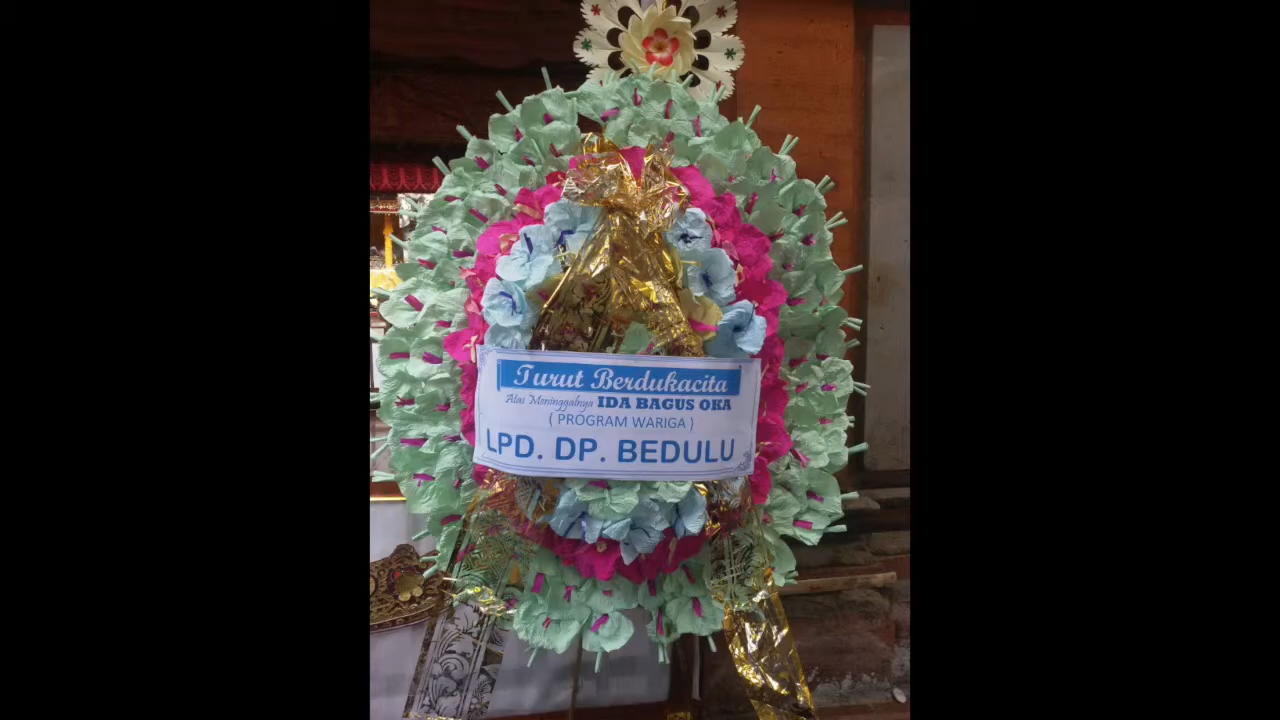 Turut Berdukacita
Atas Meninggalnya IDA BAGUS OKA
( PROGRAM WARIGA )
LPD. DP. BEDULU